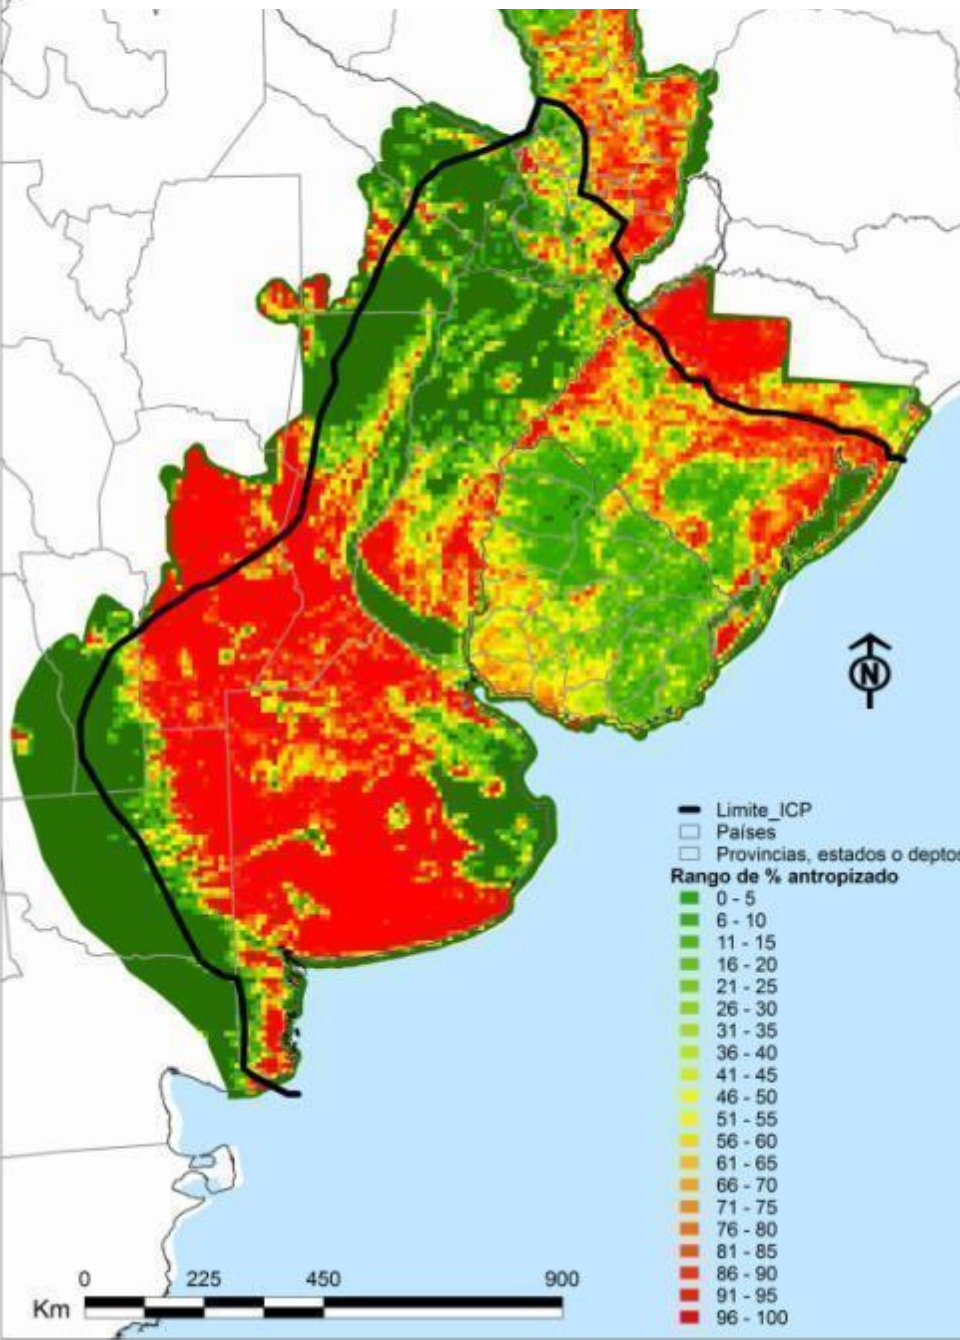 N
Limite_ICP
Países
Provincias, estados o deptos
Rango de % antropizado
0 - 5
6 - 10
11 - 15
16 - 20
21 - 25
26 - 30
31 - 35
36 - 40
41 - 45
46 - 50
51 - 55
56 - 60
61 - 65
66 - 70
71 - 75
76 - 80
81 - 85
86 - 90
91 - 95
96 - 100
0 225 450 900
Km